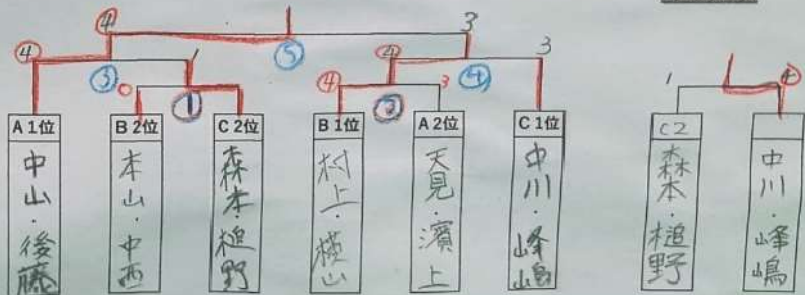 ④ 3
④ 1 ⑤ ④ 3
③ 0 ④ 3 ④ 1 ④
① ②
A 1位 B 2位 C 2位 B 1位 A 2位 C 1位 C2
中山・後藤
本山・中西
森本・槌野
村上・横山
天見・濱上
中川・峰嶋
森本・槌野
中川・峰嶋